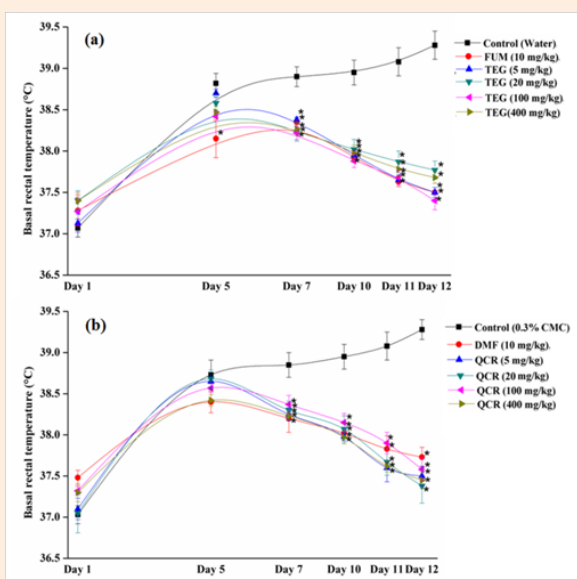 (a)
Control (Water)
FUM (10 mg/kg)
TEG (5 mg/kg)
TEG (20 mg/kg)
TEG (100 mg/kg)
TEG(400 mg/kg)
Basal rectal temperature (°C)
39.5
39.0
38.5
38.0
37.5
37.0
36.5
Day 1
Day 5
Day 7
Day 10
Day 11
Day 12
(b)
Control (0.3% CMC)
DMF (10 mg/kg)
QCR (5 mg/kg)
QCR (20 mg/kg)
QCR (100 mg/kg)
QCR (400 mg/kg)
Basal rectal temperature (°C)
39.5
39.0
38.5
38.0
37.5
37.0
36.5
Day 1
Day 5
Day 7
Day 10
Day 11
Day 12